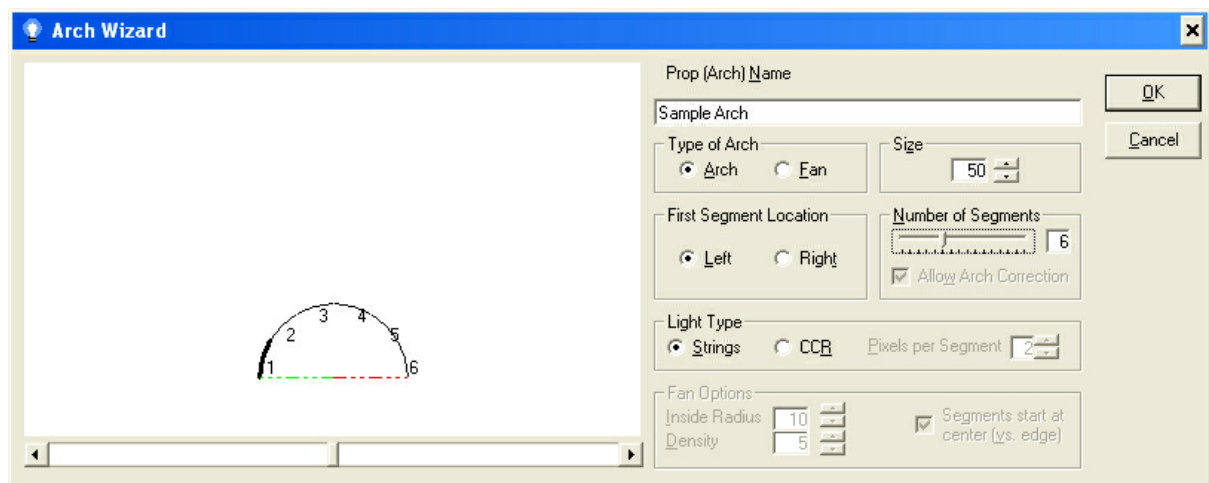 Arch Wizard
Prop (Arch) Name
Sample Arch
OK
Cancel
Type of Arch
Arch
Fan
Size
50
First Segment Location
Left
Right
Number of Segments
6
Allow Arch Correction
Light Type
Strings
CCR
Pixels per Segment
2
Fan Options
Inside Radius
10
Density
5
Segments start at
center (vs. edge)
1
2
3
4
5
6